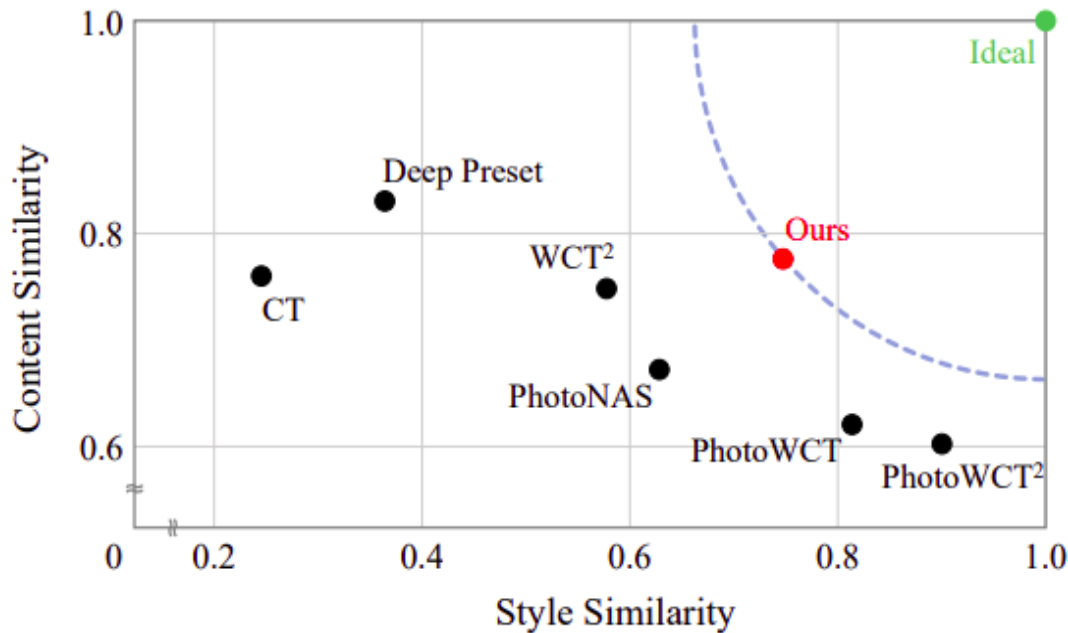 1.0
Ideal
Deep Preset
0.8
Ours
WCT²
CT
PhotoNAS
0.6
PhotoWCT
PhotoWCT²
0
0.2
0.4
0.6
0.8
1.0
Style Similarity
Content Similarity